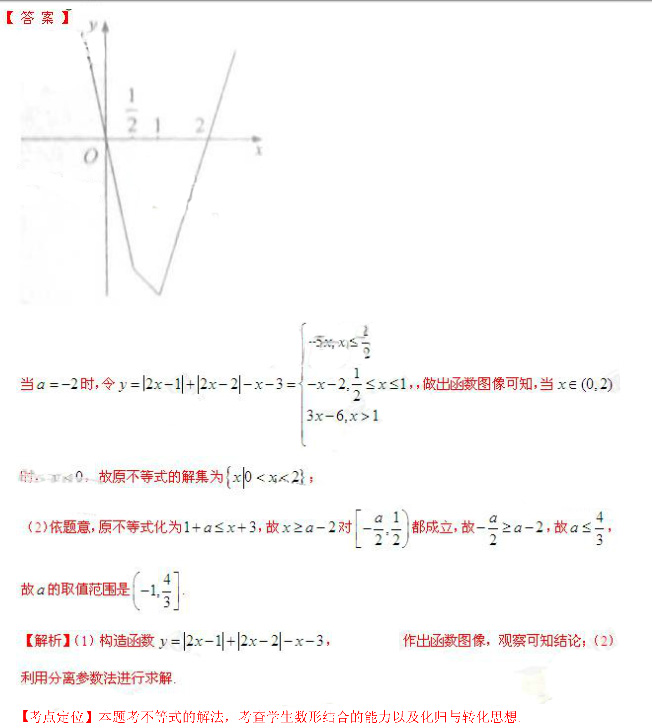 【答案】
y
1/2 1 2
O x
当 a=-2 时,令 y=|2x-1|+|2x-2|-x-3= { -5x, x≤1/2
-x-2, 1/2≤x≤1,, 做出函数图像可知,当 x∈(0,2)
3x-6, x>1
时, y<0, 故原不等式的解集为 {x|0<x<2};
(2)依题意,原不等式化为 1+a≤x+3,故 x≥a-2 对 [-a/2, 1/2) 都成立,故 -a/2≥a-2,故 a≤4/3,
故 a 的取值范围是 (-1, 4/3].
【解析】(1)构造函数 y=|2x-1|+|2x-2|-x-3, 作出函数图像,观察可知结论;(2)
利用分离参数法进行求解.
【考点定位】本题考不等式的解法,考查学生数形结合的能力以及化归与转化思想.